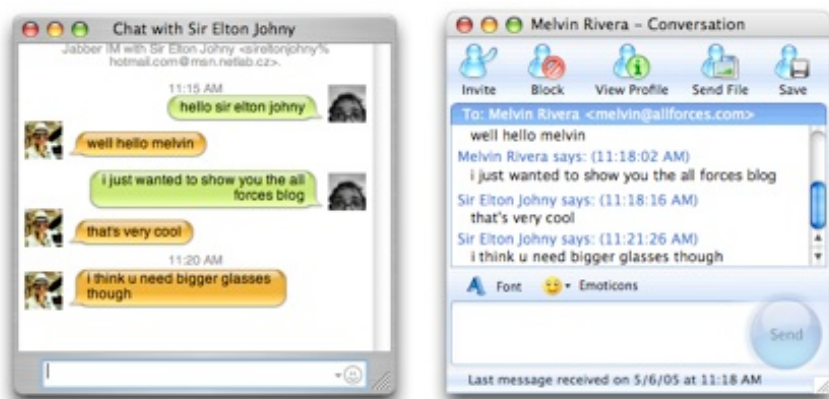 Chat with Sir Elton Johny
Jabber IM with Sir Elton Johny <sireltonjohny%
hotmail.com@msn.netlab.cz>.
11:15 AM
hello sir elton johny
well hello melvin
i just wanted to show you the all
forces blog
that's very cool
11:20 AM
i think u need bigger glasses
though
Melvin Rivera – Conversation
Invite Block View Profile Send File Save
To: Melvin Rivera <melvin@allforces.com>
well hello melvin
Melvin Rivera says: (11:18:02 AM)
i just wanted to show you the all forces blog
Sir Elton Johny says: (11:18:16 AM)
that's very cool
Sir Elton Johny says: (11:21:26 AM)
i think u need bigger glasses though
Font Emoticons
Send
Last message received on 5/6/05 at 11:18 AM